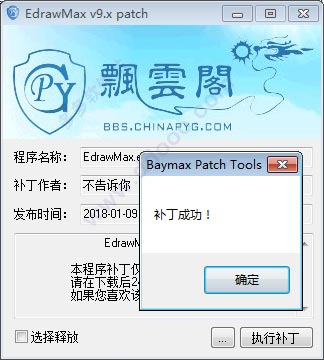 EdrawMax v9.x patch
PY
飄雲閣
BBS.CHINAPYG.COM
程序名称： EdrawMax.e
补丁作者： 不告诉你
发布时间： 2018-01-09
Baymax Patch Tools
补丁成功！
确定
EdrawM
本程序补丁仅
请在下载后2
如果您喜欢该
选择释放
...
执行补丁